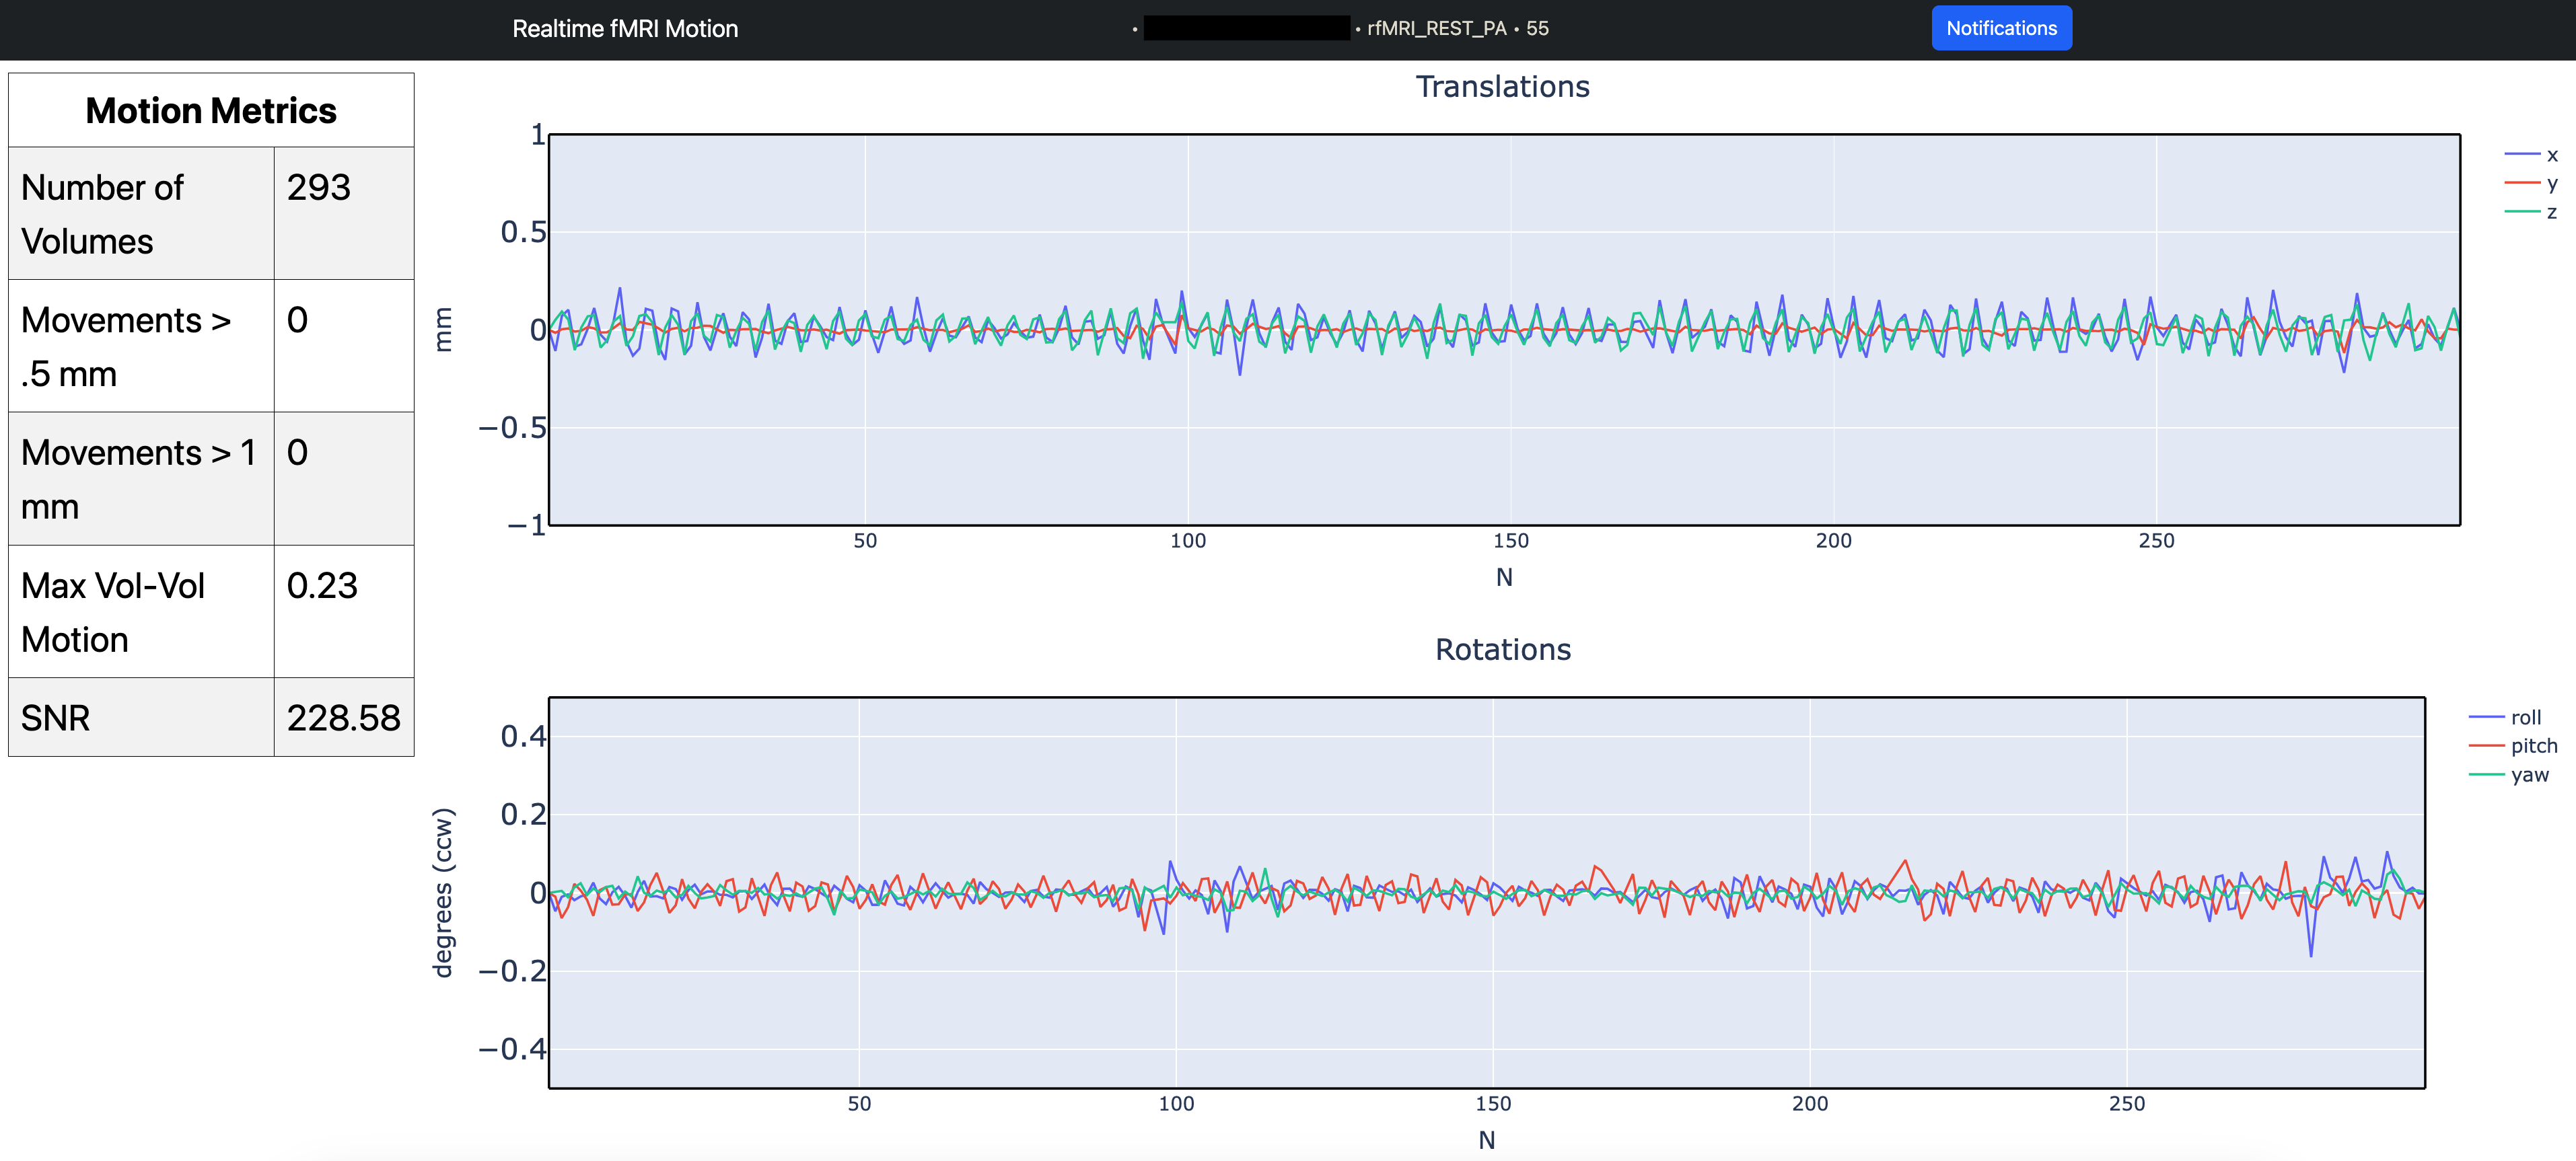 Realtime fMRI Motion
• • rfMRI_REST_PA • 55
Notifications
Motion Metrics
Number of Volumes 293
Movements > .5 mm 0
Movements > 1 mm 0
Max Vol-Vol Motion 0.23
SNR 228.58
Translations
1
0.5
0
−0.5
−1
mm
50 100 150 200 250
N
x
y
z
Rotations
0.4
0.2
0
−0.2
−0.4
degrees (ccw)
50 100 150 200 250
N
roll
pitch
yaw